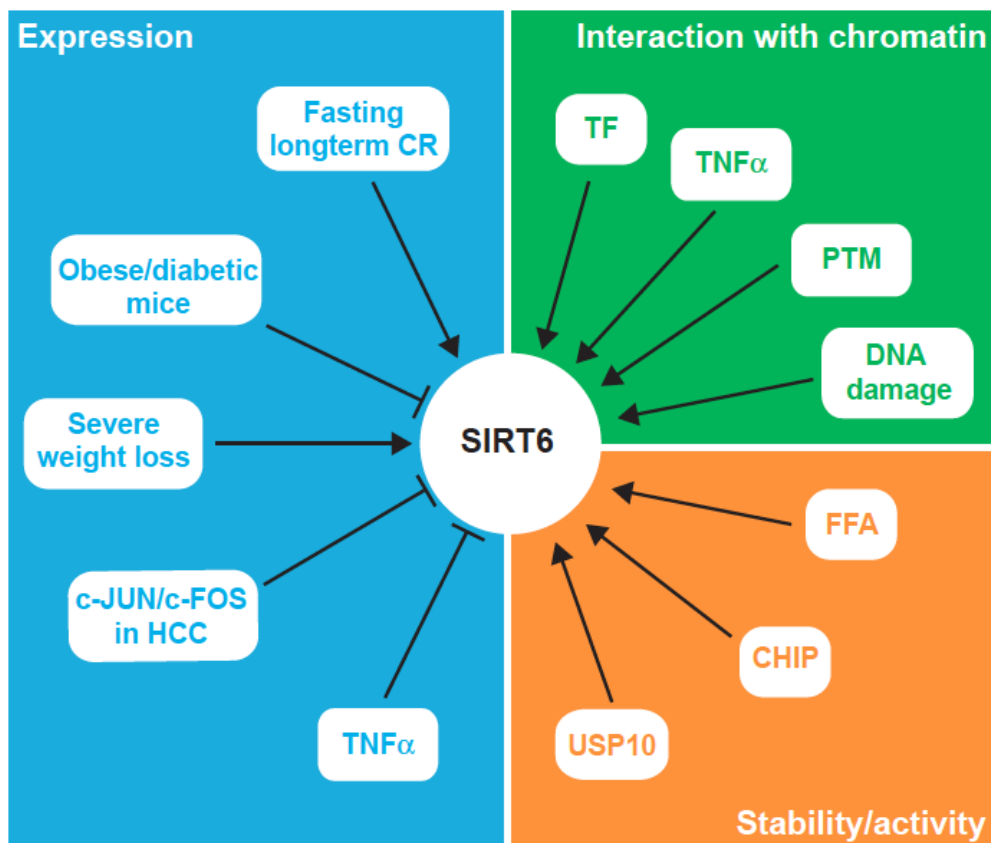 Expression
Fasting
longterm CR
Obese/diabetic
mice
Severe
weight loss
c-JUN/c-FOS
in HCC
TNFα
Interaction with chromatin
TF
TNFα
PTM
DNA
damage
SIRT6
FFA
CHIP
USP10
Stability/activity